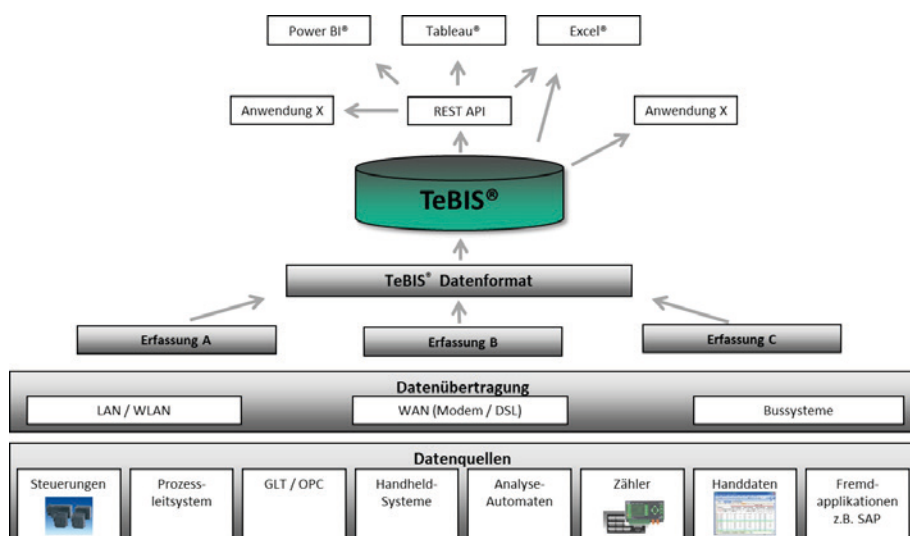 Power BI®
Tableau®
Excel®
Anwendung X
REST API
Anwendung X
TeBIS®
TeBIS® Datenformat
Erfassung A
Erfassung B
Erfassung C
Datenübertragung
LAN / WLAN
WAN (Modem / DSL)
Bussysteme
Datenquellen
Steuerungen
Prozess-
leitsystem
GLT / OPC
Handheld-
Systeme
Analyse-
Automaten
Zähler
Handdaten
Fremd-
applikationen
z.B. SAP